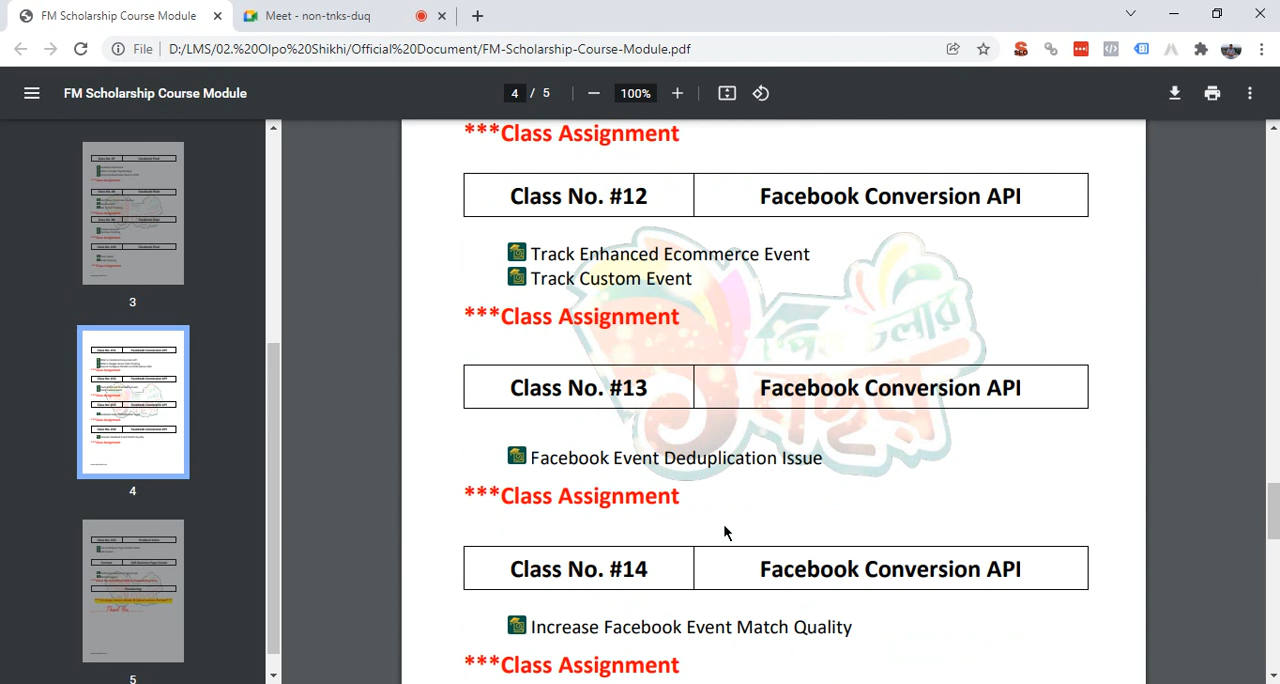 FM Scholarship Course Module
Meet - non-tnks-duq
File
D:/LMS/02.%20Olpo%20Shikhi/Official%20Document/FM-Scholarship-Course-Module.pdf
SEO
FM Scholarship Course Module
4 / 5
100%
3
4
5
***Class Assignment
Class No. #12
Facebook Conversion API
Track Enhanced Ecommerce Event
Track Custom Event
***Class Assignment
Class No. #13
Facebook Conversion API
Facebook Event Deduplication Issue
***Class Assignment
Class No. #14
Facebook Conversion API
Increase Facebook Event Match Quality
***Class Assignment